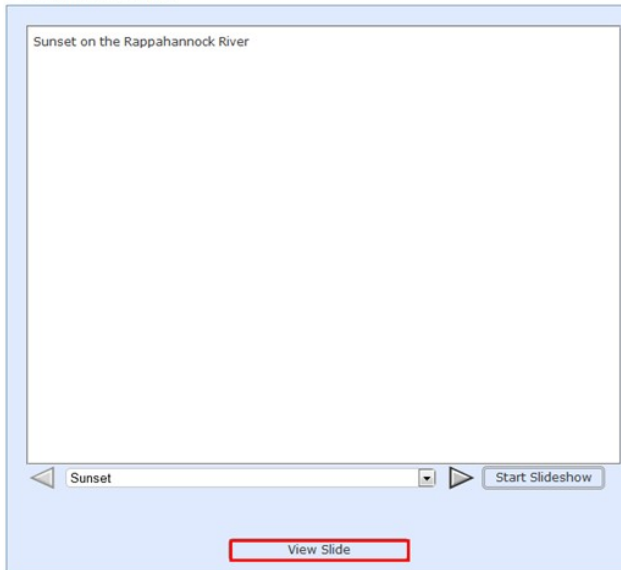 Sunset on the Rappahannock River
Sunset Start Slideshow
View Slide